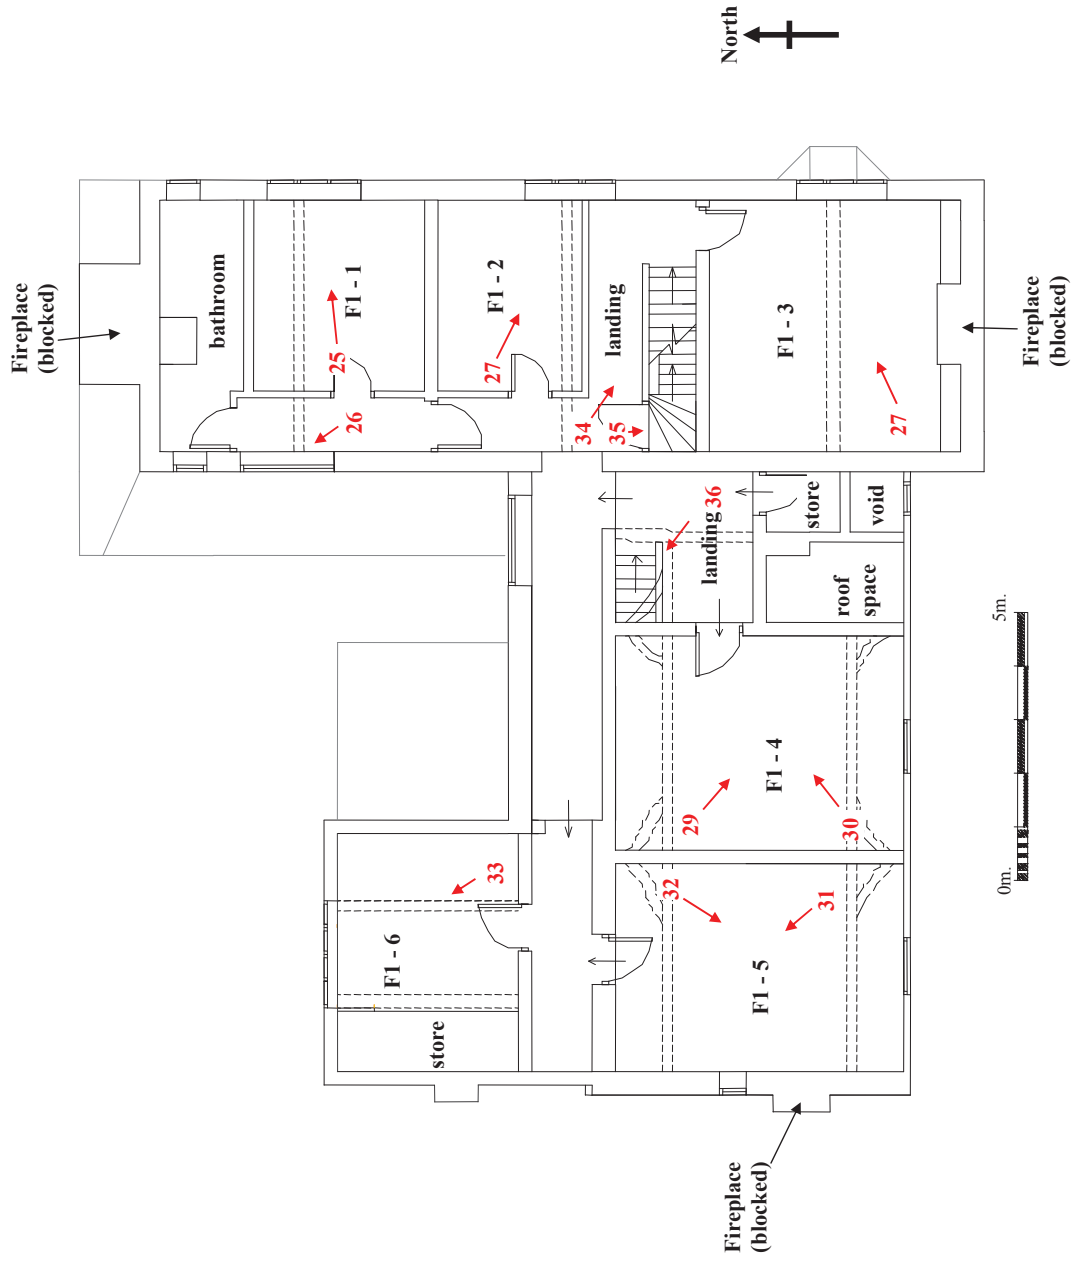 North
Fireplace
(blocked)
bathroom
F1 - 1
25
26
F1 - 2
27
landing
34
35
F1 - 3
27
Fireplace
(blocked)
36
landing
store
void
roof
space
F1 - 4
29
30
F1 - 5
32
31
F1 - 6
33
store
Fireplace
(blocked)
0m.
5m.